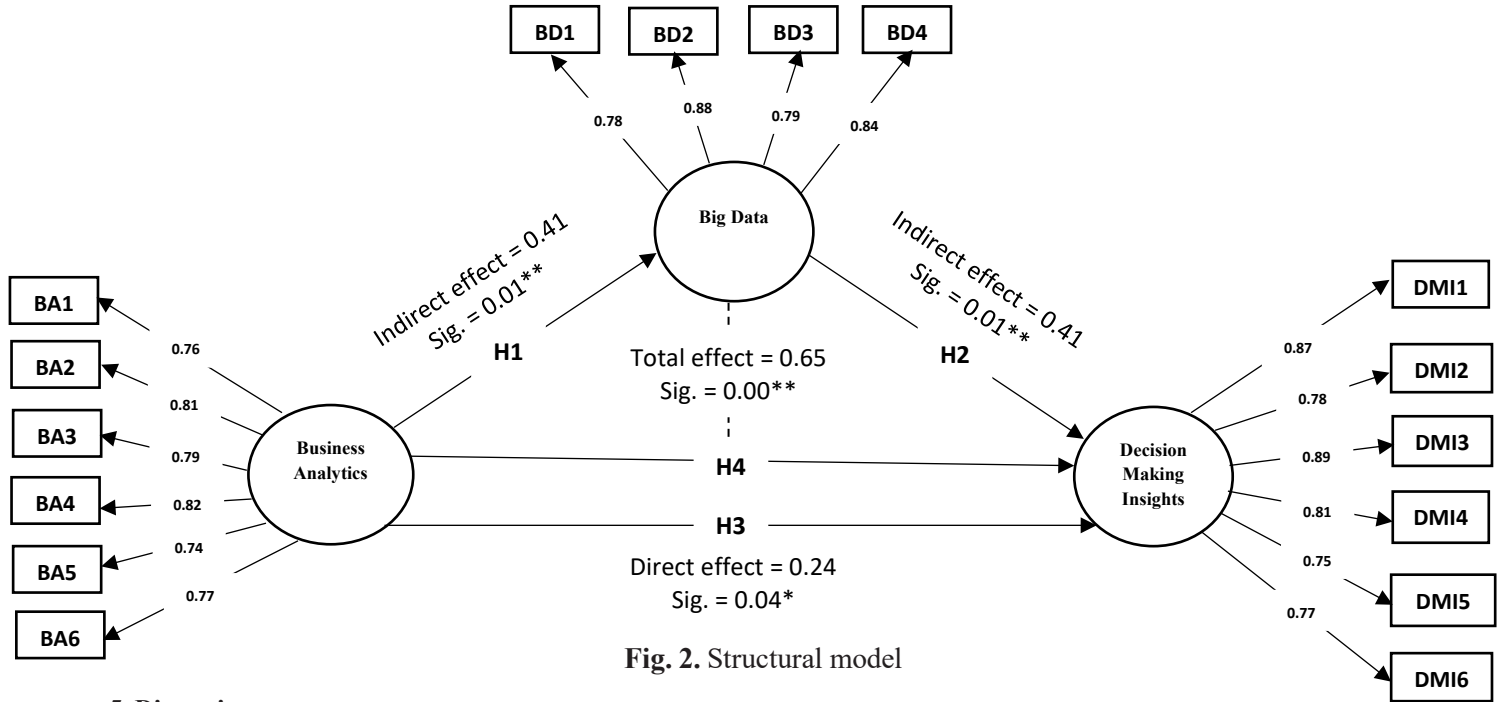 BD1
BD2
BD3
BD4
0.78
0.88
0.79
0.84
Big Data
Indirect effect = 0.41
Sig. = 0.01**
H1
Indirect effect = 0.41
Sig. = 0.01**
H2
Total effect = 0.65
Sig. = 0.00**
BA1
BA2
BA3
BA4
BA5
BA6
0.76
0.81
0.79
0.82
0.74
0.77
Business
Analytics
H4
H3
Direct effect = 0.24
Sig. = 0.04*
Decision
Making
Insights
0.87
0.78
0.89
0.81
0.75
0.77
DMI1
DMI2
DMI3
DMI4
DMI5
DMI6
Fig. 2. Structural model